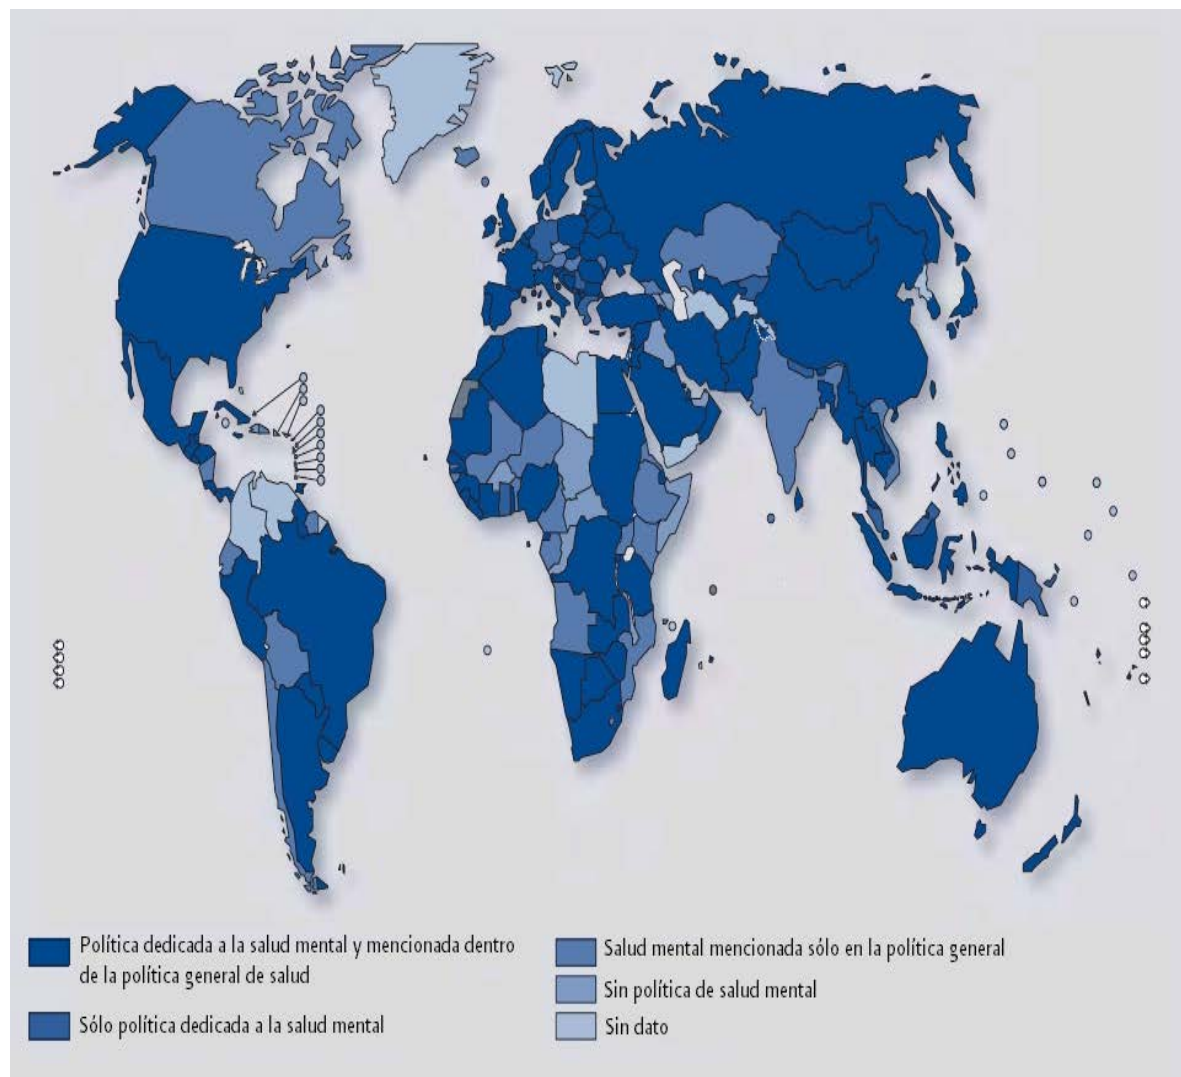 Política dedicada a la salud mental y mencionada dentro
de la política general de salud
Sólo política dedicada a la salud mental
Salud mental mencionada sólo en la política general
Sin política de salud mental
Sin dato